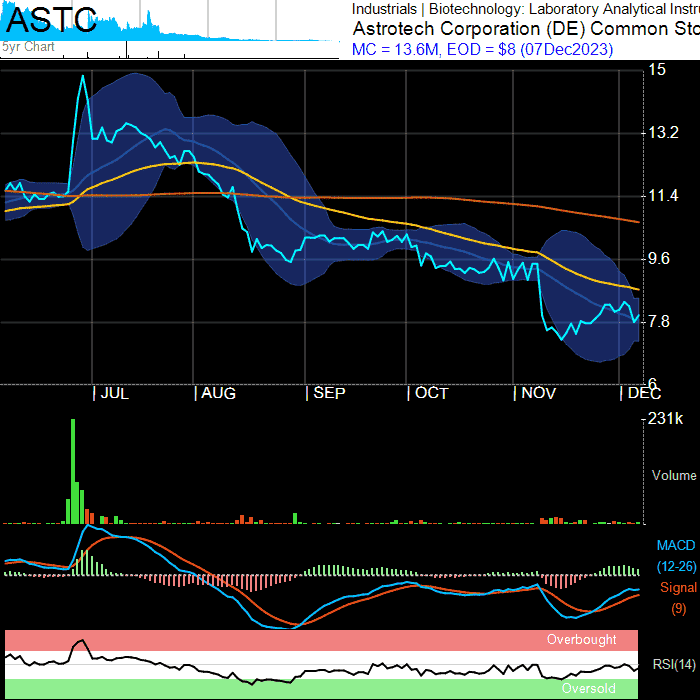 ASTC
5yr Chart
Industrials | Biotechnology: Laboratory Analytical Instru
Astrotech Corporation (DE) Common Sto
MC = 13.6M, EOD = $8 (07Dec2023)
15
13.2
11.4
9.6
7.8
6
JUL AUG SEP OCT NOV DEC
231k
Volume
MACD
(12-26)
Signal
(9)
Overbought
RSI(14)
Oversold